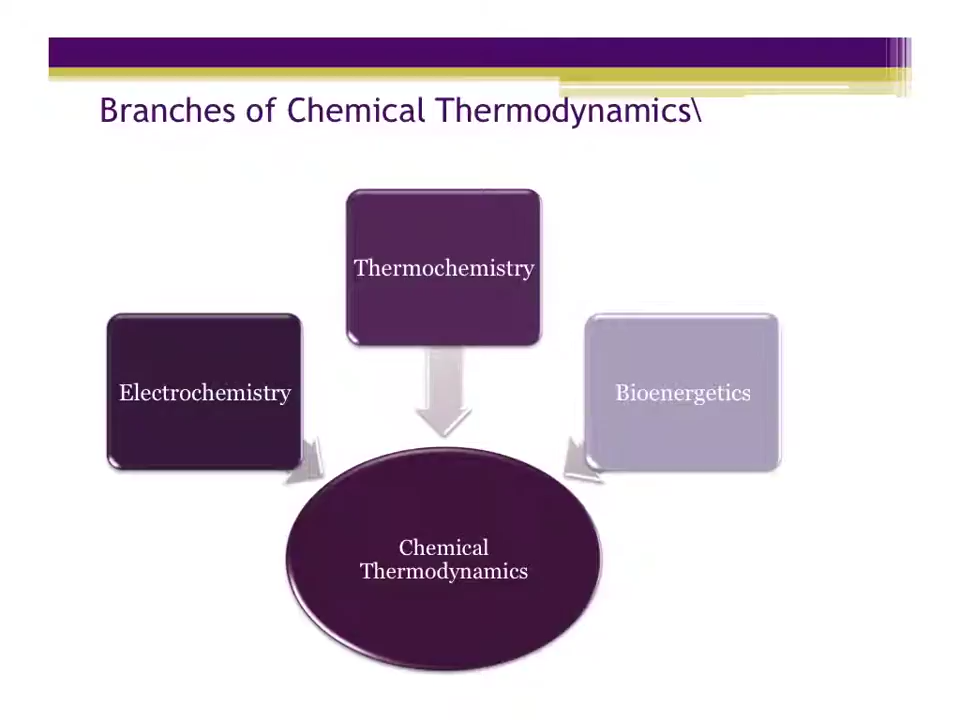 Branches of Chemical Thermodynamics\
Thermochemistry
Electrochemistry
Bioenergetics
Chemical
Thermodynamics